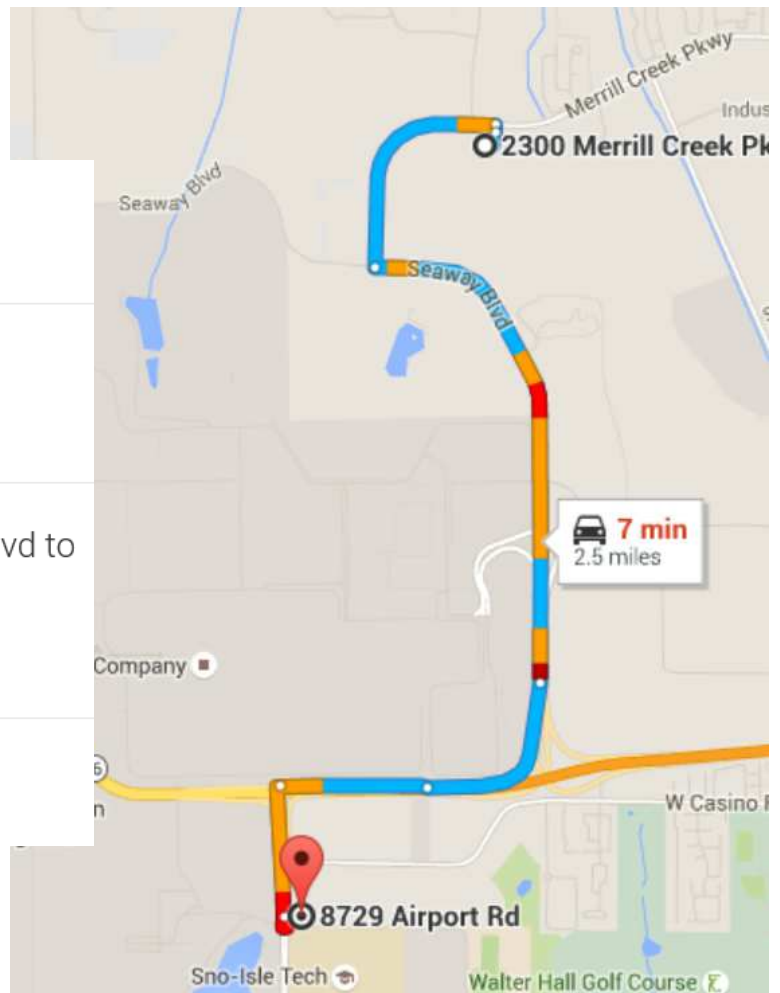 Merrill Creek Pkwy
Indus
2300 Merrill Creek Pk
Seaway Blvd
Seaway Blvd
vd to
7 min
2.5 miles
Company
6
n
W Casino
8729 Airport Rd
Sno-Isle Tech
Walter Hall Golf Course